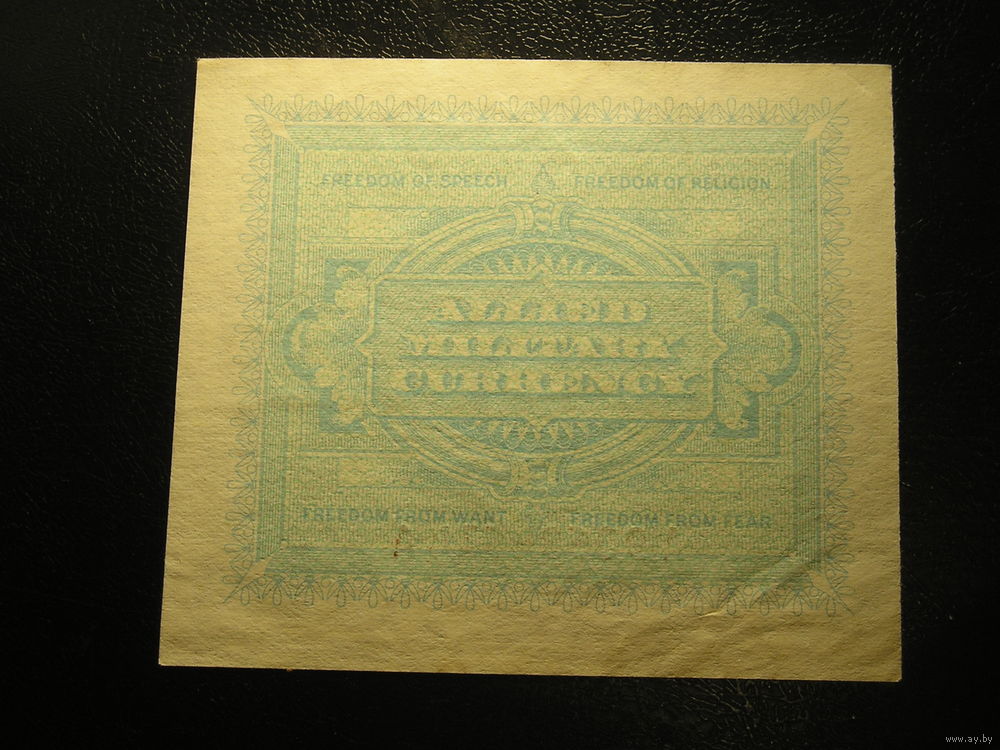 FREEDOM OF SPEECH FREEDOM OF RELIGION
ALLIED
MILITARY
CURRENCY
FREEDOM FROM WANT FREEDOM FROM FEAR
www.ay.by